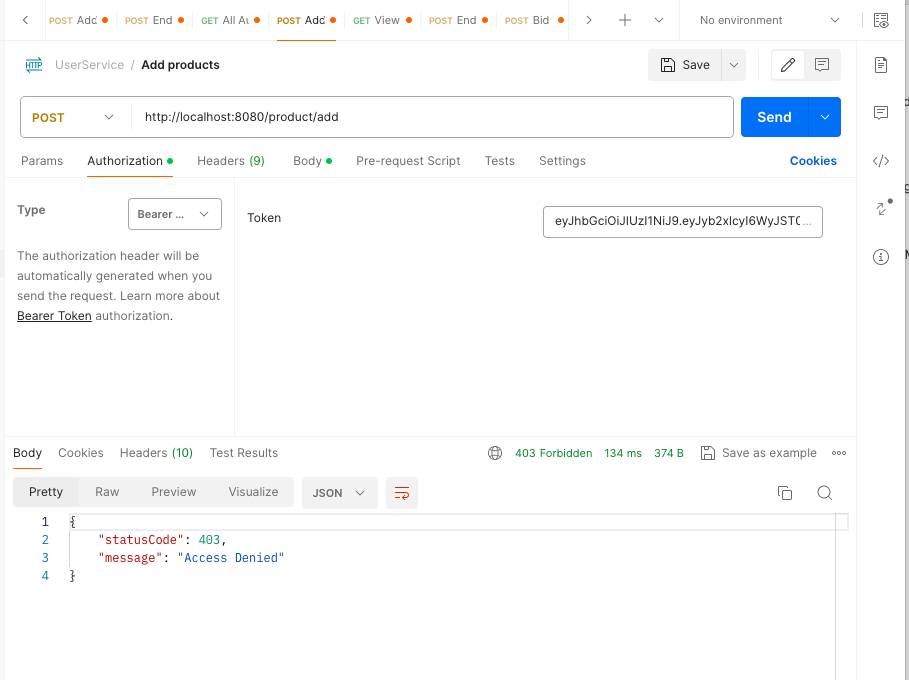 POST Add POST End GET All Au POST Add GET View POST End POST Bid No environment
HTTP UserService / Add products Save
POST http://localhost:8080/product/add Send
Params Authorization Headers (9) Body Pre-request Script Tests Settings Cookies
Type Bearer ... Token eyJhbGciOiJIUzI1NiJ9.eyJyb2xlcyI6WyJST0...
The authorization header will be
automatically generated when you
send the request. Learn more about
Bearer Token authorization.
Body Cookies Headers (10) Test Results 403 Forbidden 134 ms 374 B Save as example
Pretty Raw Preview Visualize JSON
1 {
2 "statusCode": 403,
3 "message": "Access Denied"
4 }